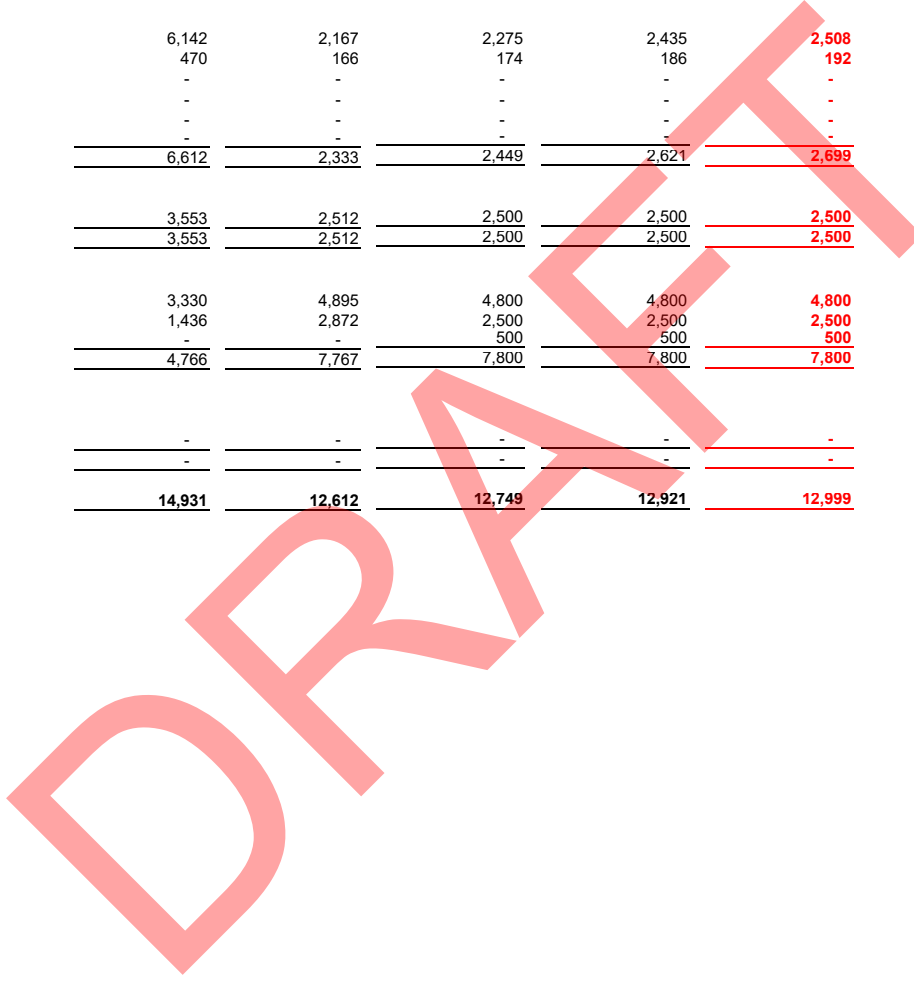 6,142 2,167 2,275 2,435 2,508
470 166 174 186 192
- - - - -
- - - - -
- - - - -
- - - - -
6,612 2,333 2,449 2,621 2,699
3,553 2,512 2,500 2,500 2,500
3,553 2,512 2,500 2,500 2,500
3,330 4,895 4,800 4,800 4,800
1,436 2,872 2,500 2,500 2,500
- - 500 500 500
4,766 7,767 7,800 7,800 7,800
- - - - -
- - - - -
14,931 12,612 12,749 12,921 12,999
DRAFT